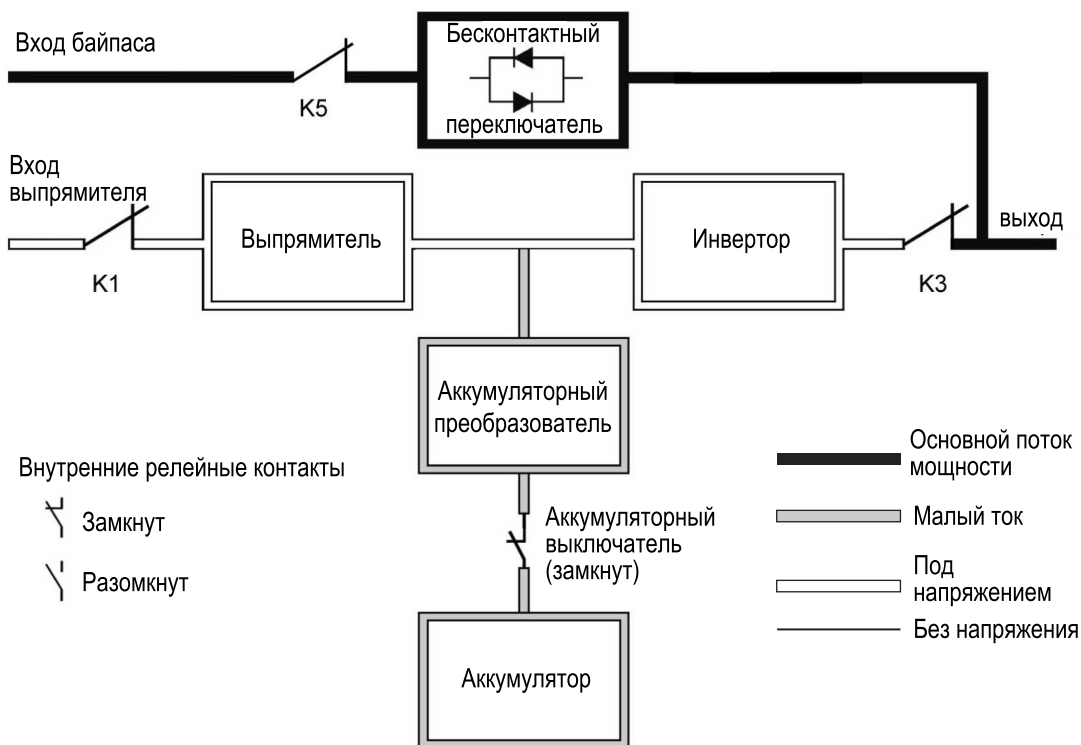 Вход байпаса
Бесконтактный
переключатель
K5
Вход
выпрямителя
Выпрямитель
Инвертор
выход
K1
K3
Аккумуляторный
преобразователь
Внутренние релейные контакты
Замкнут
Разомкнут
Аккумуляторный
выключатель
(замкнут)
Аккумулятор
Основной поток
мощности
Малый ток
Под
напряжением
Без напряжения